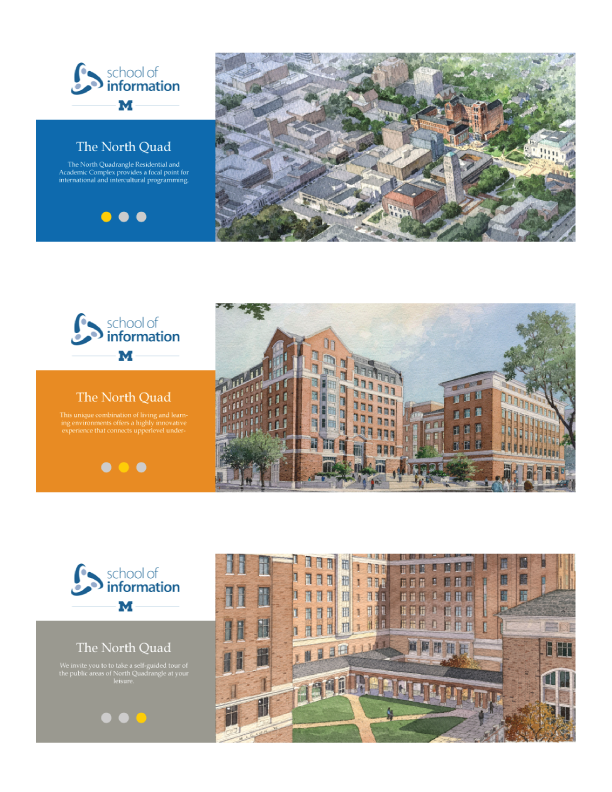 school of
information
M
The North Quad
The North Quadrangle Residential and
Academic Complex provides a focal point for
international and intercultural programming.
school of
information
M
The North Quad
This unique combination of living and learn-
ing environments offers a highly innovative
experience that connects upperlevel under-
school of
information
M
The North Quad
We invite you to to take a self-guided tour of
the public areas of North Quadrangle at your
leisure.